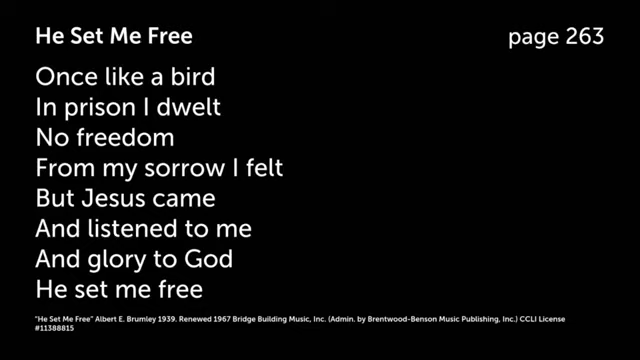 He Set Me Free
page 263
Once like a bird
In prison I dwelt
No freedom
From my sorrow I felt
But Jesus came
And listened to me
And glory to God
He set me free
"He Set Me Free" Albert E. Brumley 1939. Renewed 1967 Bridge Building Music, Inc. (Admin. by Brentwood-Benson Music Publishing, Inc.) CCLI License
#11388815